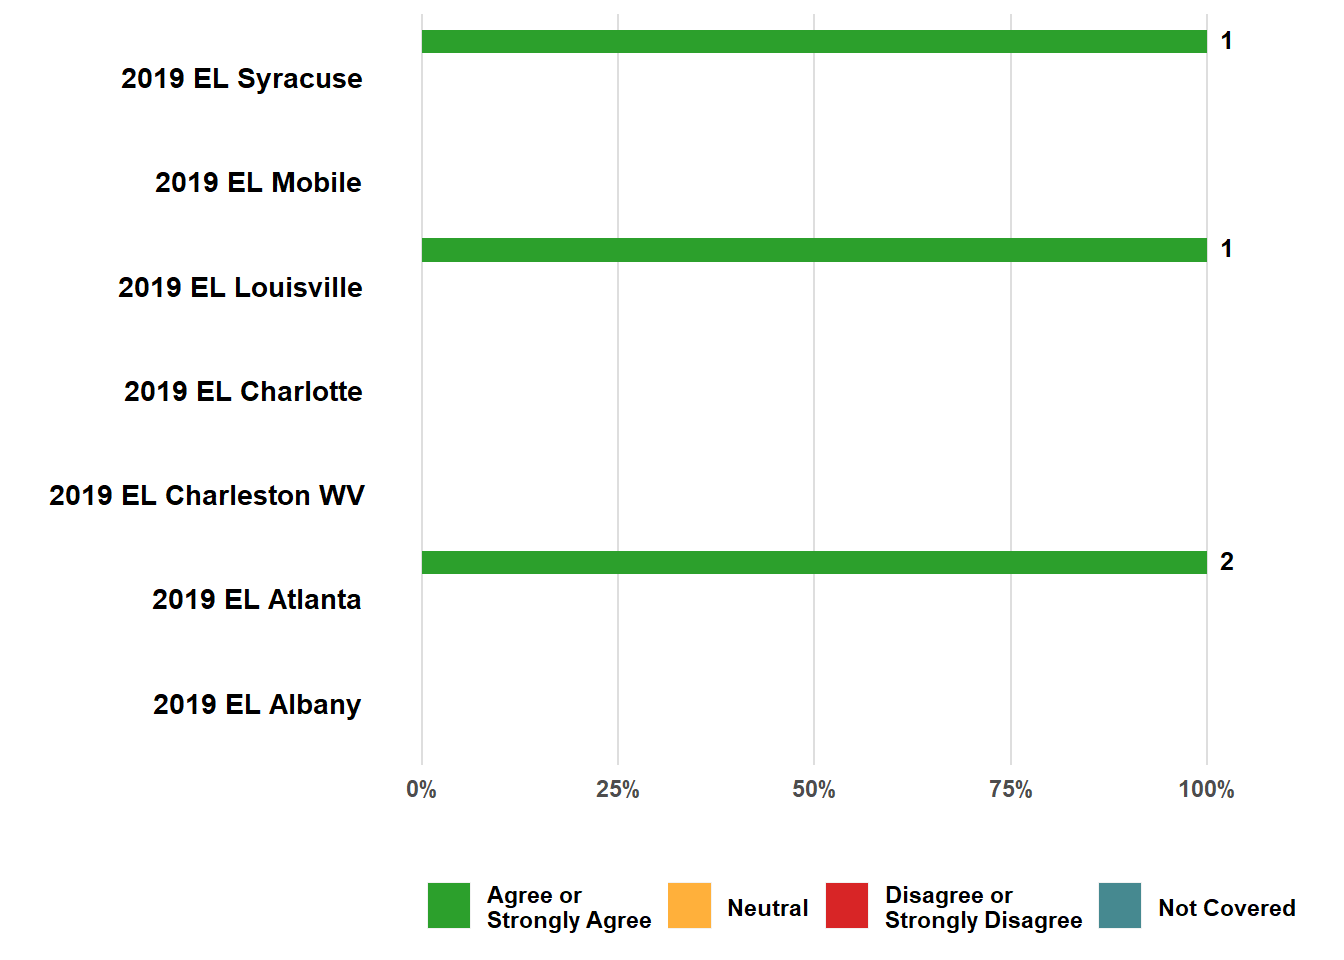 1
2019 EL Syracuse
2019 EL Mobile
1
2019 EL Louisville
2019 EL Charlotte
2019 EL Charleston WV
2
2019 EL Atlanta
2019 EL Albany
0% 25% 50% 75% 100%
Agree or
Strongly Agree
Neutral
Disagree or
Strongly Disagree
Not Covered